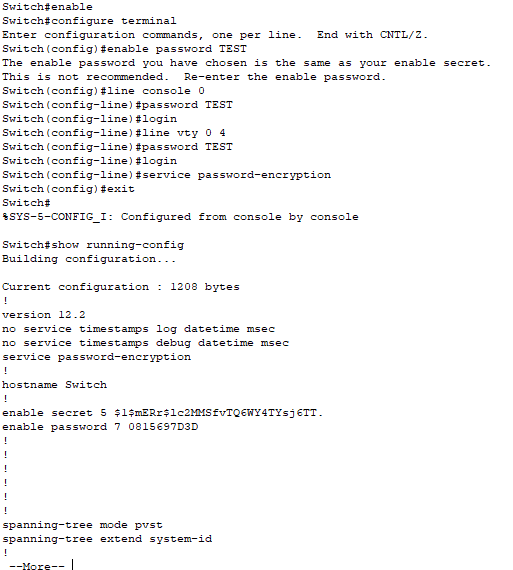 Switch#enable
Switch#configure terminal
Enter configuration commands, one per line.  End with CNTL/Z.
Switch(config)#enable password TEST
The enable password you have chosen is the same as your enable secret.
This is not recommended.  Re-enter the enable password.
Switch(config)#line console 0
Switch(config-line)#password TEST
Switch(config-line)#login
Switch(config-line)#line vty 0 4
Switch(config-line)#password TEST
Switch(config-line)#login
Switch(config-line)#service password-encryption
Switch(config)#exit
Switch#
%SYS-5-CONFIG_I: Configured from console by console

Switch#show running-config
Building configuration...

Current configuration : 1208 bytes
!
version 12.2
no service timestamps log datetime msec
no service timestamps debug datetime msec
service password-encryption
!
hostname Switch
!
enable secret 5 $1$mERr$lc2MMSfvTQ6WY4TYsj6TT.
enable password 7 0815697D3D
!
!
!
!
!
!
spanning-tree mode pvst
spanning-tree extend system-id
!
 --More--